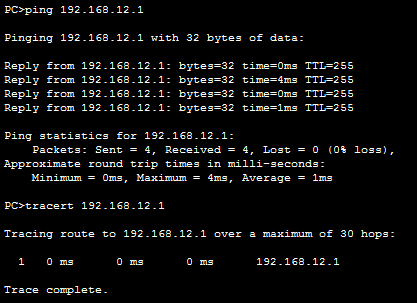 PC>ping 192.168.12.1
Pinging 192.168.12.1 with 32 bytes of data:
Reply from 192.168.12.1: bytes=32 time=0ms TTL=255
Reply from 192.168.12.1: bytes=32 time=4ms TTL=255
Reply from 192.168.12.1: bytes=32 time=0ms TTL=255
Reply from 192.168.12.1: bytes=32 time=1ms TTL=255
Ping statistics for 192.168.12.1:
Packets: Sent = 4, Received = 4, Lost = 0 (0% loss),
Approximate round trip times in milli-seconds:
Minimum = 0ms, Maximum = 4ms, Average = 1ms
PC>tracert 192.168.12.1
Tracing route to 192.168.12.1 over a maximum of 30 hops:
1 0 ms 0 ms 0 ms 192.168.12.1
Trace complete.